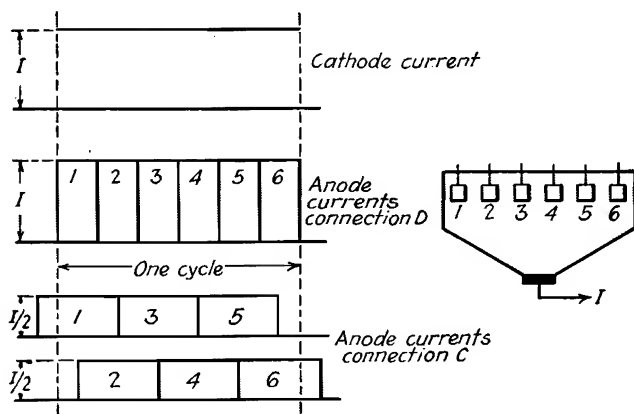 I
Cathode current
I
1 2 3 4 5 6
Anode
currents
connection D
1 2 3 4 5 6
I
One cycle
I/2
1 3 5
Anode currents
connection C
I/2
2 4 6